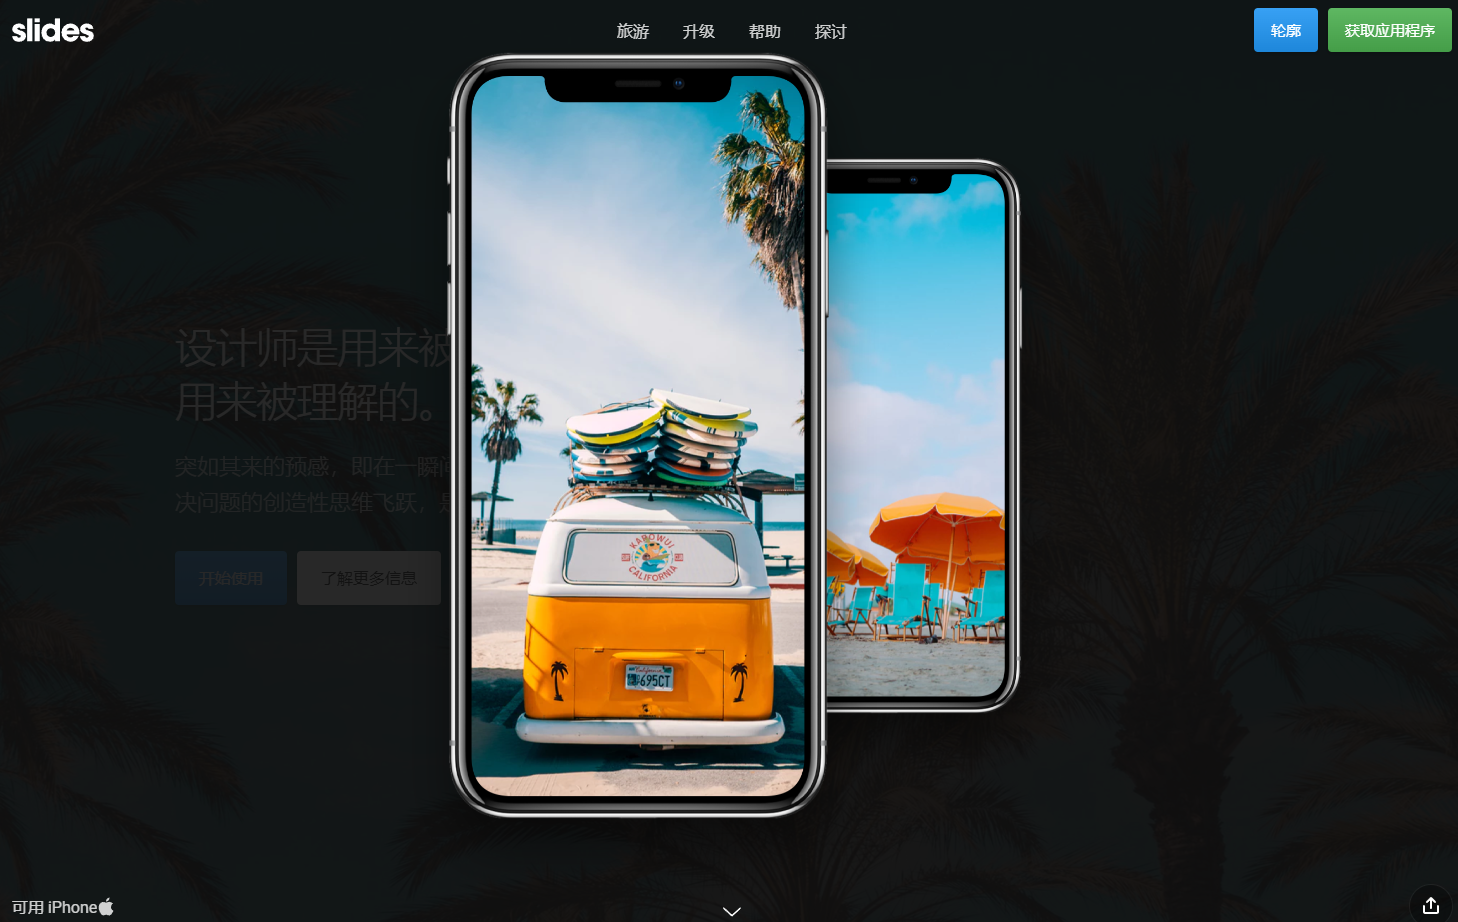 slides
旅游 升级 帮助 探讨
轮廓
获取应用程序
设计师是用来被
用来被理解的。
突如其来的预感，即在一瞬间
决问题的创造性思维飞跃，是
开始使用
了解更多信息
KAPOWUI
CALIFORNIA
California
695CT
可用 iPhone